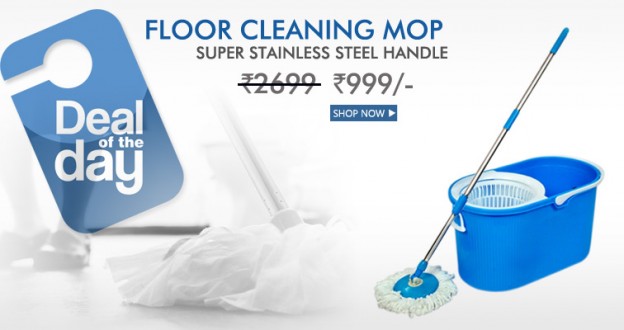 FLOOR CLEANING MOP
SUPER STAINLESS STEEL HANDLE
₹2699 ₹999/-
SHOP NOW
Deal
of the
day